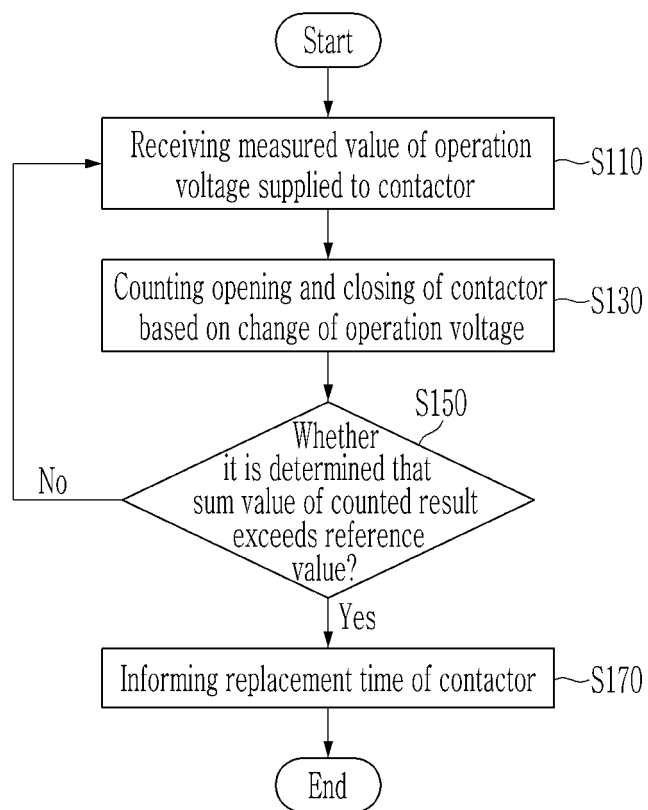 Start
Receiving measured value of operation
voltage supplied to contactor
S110
Counting opening and closing of contactor
based on change of operation voltage
S130
S150
Whether
it is determined that
sum value of counted result
exceeds reference
value?
No
Yes
Informing replacement time of contactor
S170
End